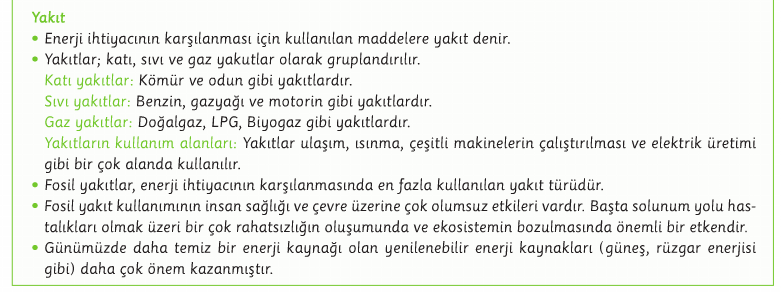 Yakıt
• Enerji ihtiyacının karşılanması için kullanılan maddelere yakıt denir.
• Yakıtlar; katı, sıvı ve gaz yakutlar olarak gruplandırılır.
Katı yakıtlar: Kömür ve odun gibi yakıtlardır.
Sıvı yakıtlar: Benzin, gazyağı ve motorin gibi yakıtlardır.
Gaz yakıtlar: Doğalgaz, LPG, Biyogaz gibi yakıtlardır.
Yakıtların kullanım alanları: Yakıtlar ulaşım, ısınma, çeşitli makinelerin çalıştırılması ve elektrik üretimi
gibi bir çok alanda kullanılır.
• Fosil yakıtlar, enerji ihtiyacının karşılanmasında en fazla kullanılan yakıt türüdür.
• Fosil yakıt kullanımının insan sağlığı ve çevre üzerine çok olumsuz etkileri vardır. Başta solunum yolu has-
talıkları olmak üzeri bir çok rahatsızlığın oluşumunda ve ekosistemin bozulmasında önemli bir etkendir.
• Günümüzde daha temiz bir enerji kaynağı olan yenilenebilir enerji kaynakları (güneş, rüzgar enerjisi
gibi) daha çok önem kazanmıştır.